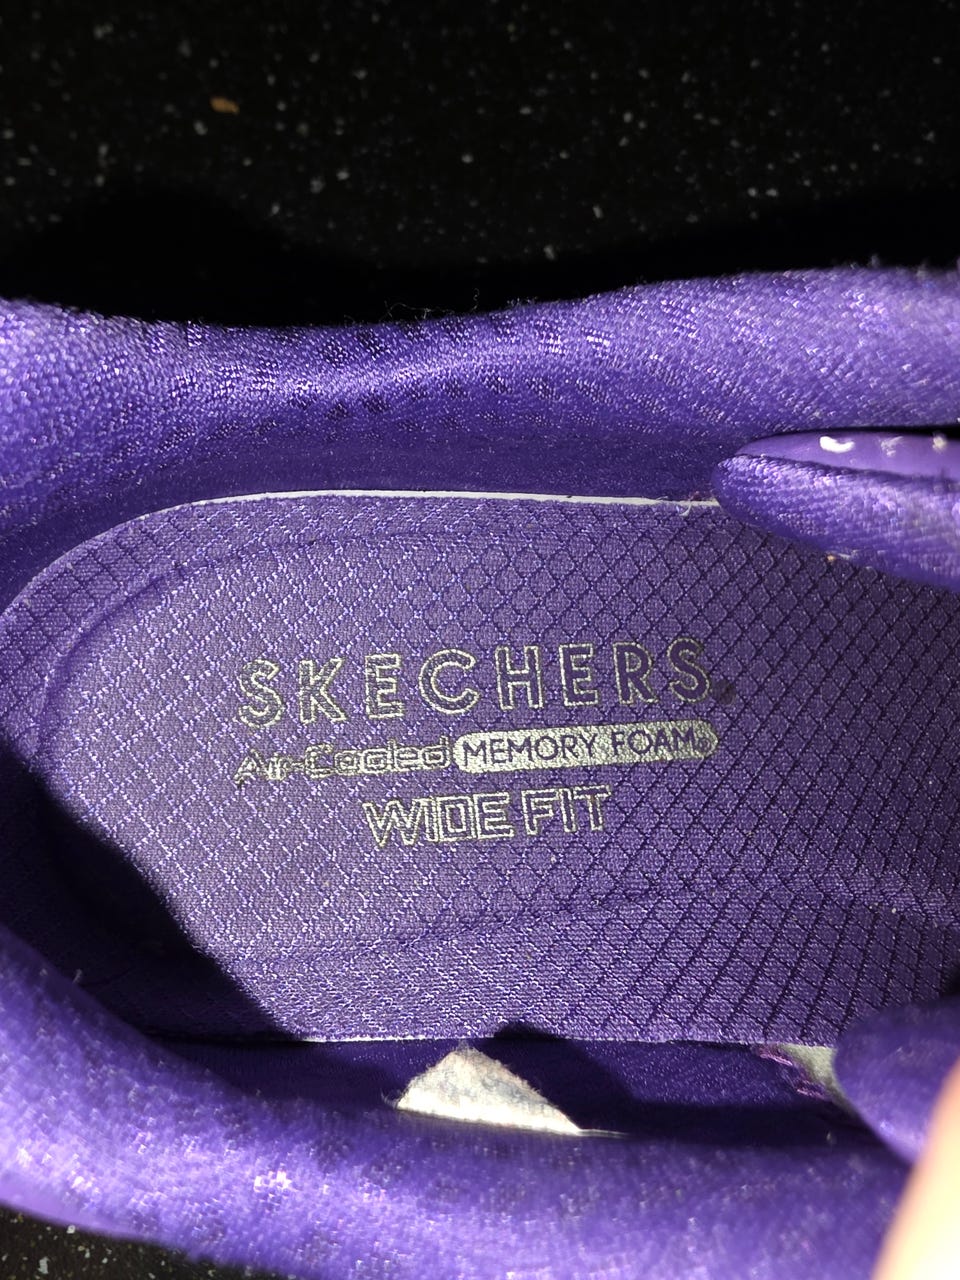 SKECHERS
Air-Cooled MEMORY FOAM®
WIDE FIT